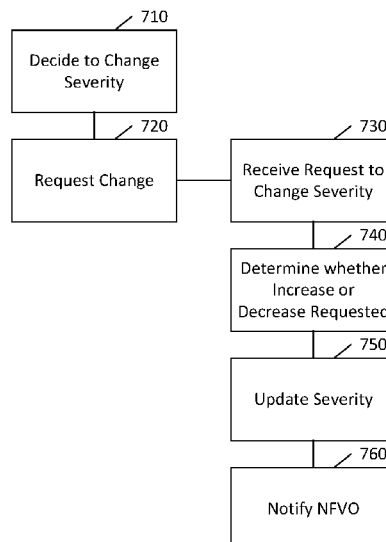 710
Decide to Change
Severity
720
Request Change
730
Receive Request to
Change Severity
740
Determine whether
Increase or
Decrease Requested
750
Update Severity
760
Notify NFVO